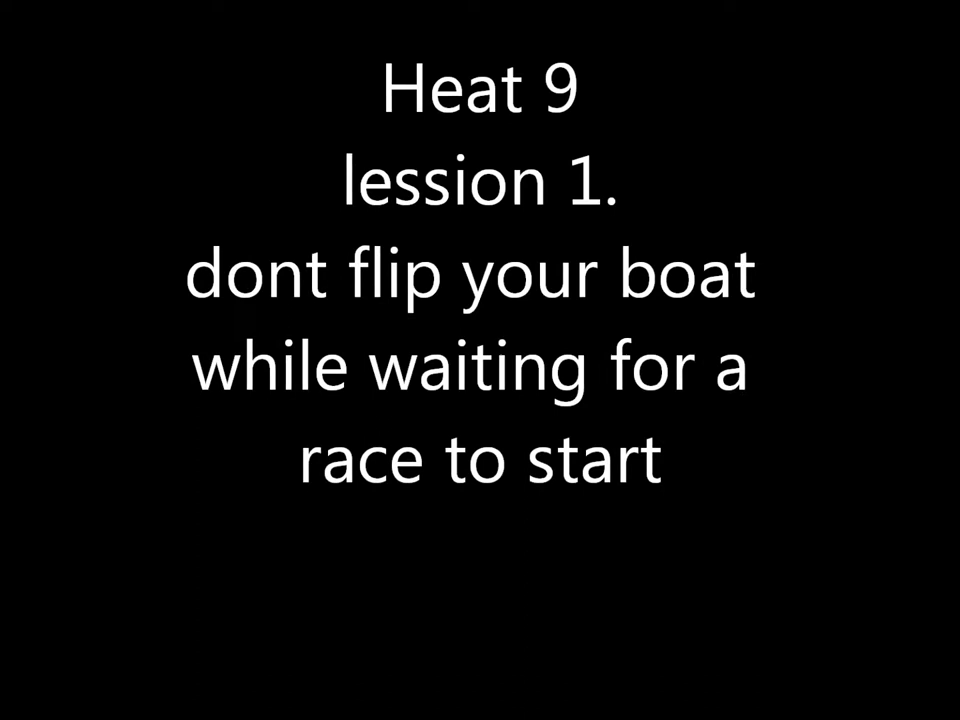 Heat 9
lession 1.
dont flip your boat
while waiting for a
race to start